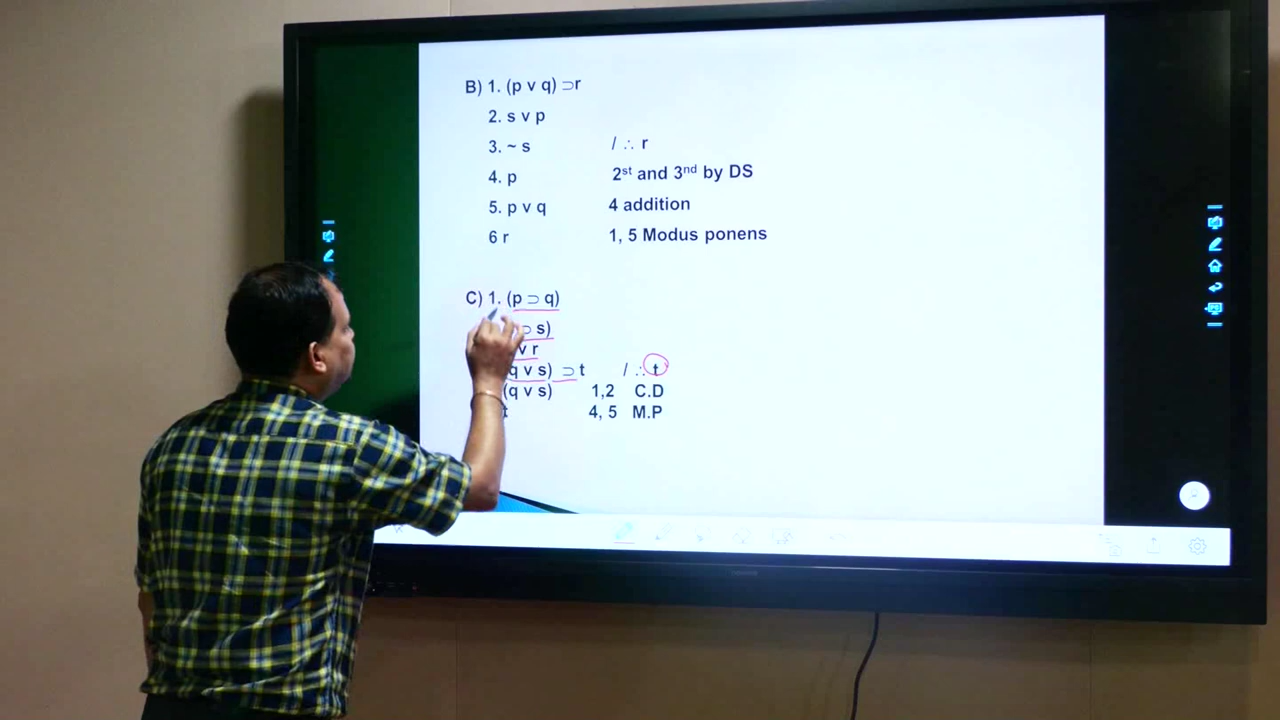 B) 1. (p v q) ⊃r
2. s v p
3. ~ s / ∴ r
4. p 2st and 3nd by DS
5. p v q 4 addition
6 r 1, 5 Modus ponens
C) 1. (p ⊃ q)
⊃ s)
v r
q v s) ⊃ t / ∴ t
(q v s) 1,2 C.D
t 4, 5 M.P